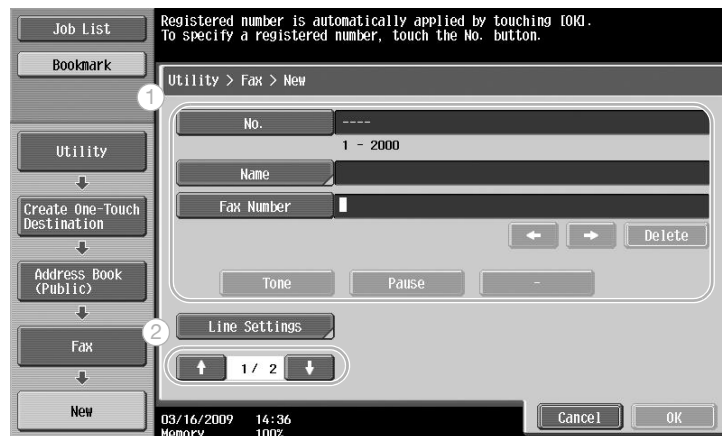 Job List
Registered number is automatically applied by touching [OK].
To specify a registered number, touch the No. button.
Bookmark
Utility > Fax > New
1
No.
----
1 - 2000
Utility
Name
Create One-Touch
Destination
Fax Number
← → Delete
Address Book
(Public)
Tone
Pause
-
2
Line Settings
Fax
↑ 1/ 2 ↓
New
Cancel
OK
03/16/2009 14:36
Memory 100%